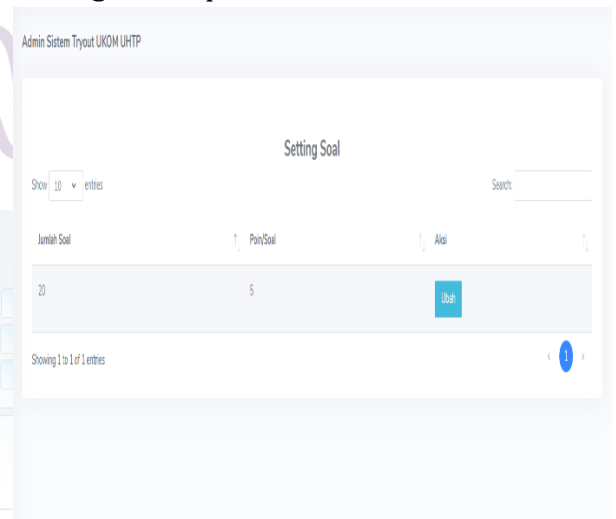 Admin Sistem Tryout UKOM UHTP
Setting Soal
Show 10 entries
Search:
Jumlah Soal Poin/Soal Aksi
20 5 Ubah
Showing 1 to 1 of 1 entries
‹ 1 ›